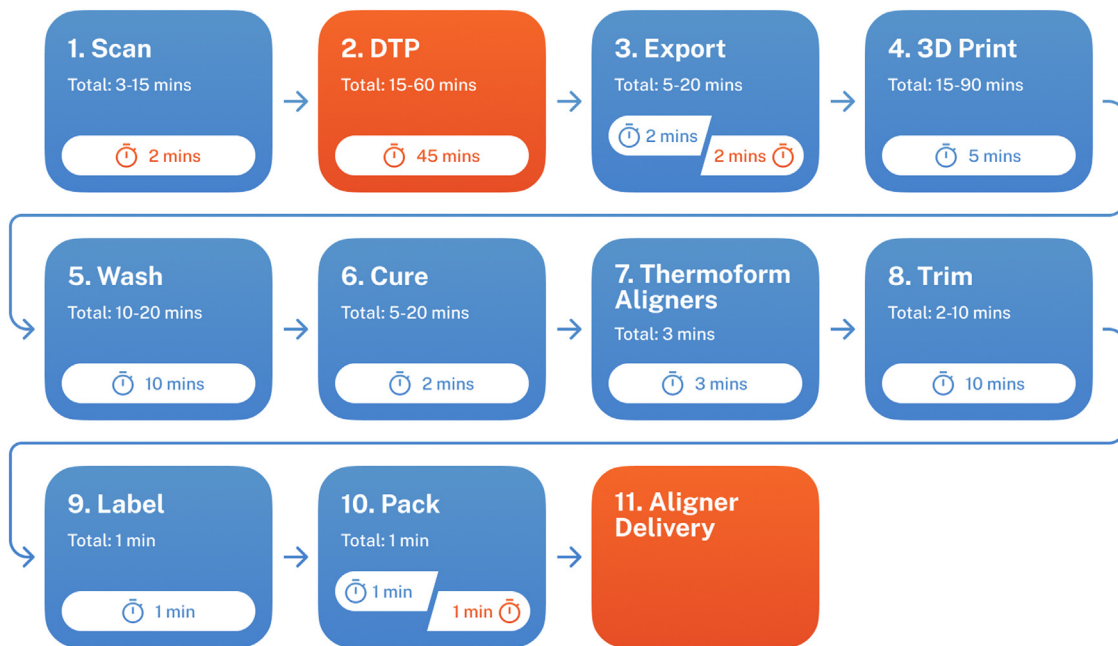 1. Scan
Total: 3-15 mins
2 mins
2. DTP
Total: 15-60 mins
45 mins
3. Export
Total: 5-20 mins
2 mins
2 mins
4. 3D Print
Total: 15-90 mins
5 mins
5. Wash
Total: 10-20 mins
10 mins
6. Cure
Total: 5-20 mins
2 mins
7. Thermoform
Aligners
Total: 3 mins
3 mins
8. Trim
Total: 2-10 mins
10 mins
9. Label
Total: 1 min
1 min
10. Pack
Total: 1 min
1 min
1 min
11. Aligner
Delivery